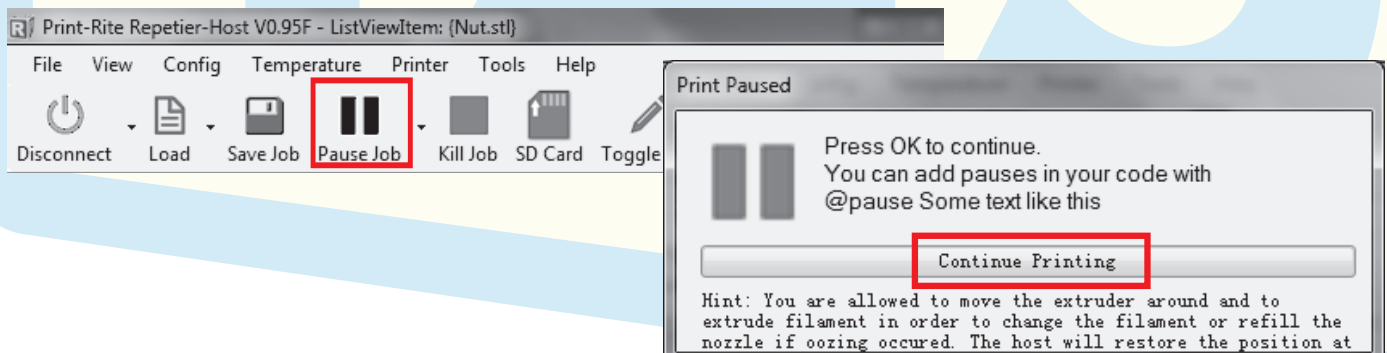 Print-Rite Repetier-Host V0.95F - ListViewItem: {Nut.stl}
File View Config Temperature Printer Tools Help
Disconnect Load Save Job Pause Job Kill Job SD Card Toggle
Print Paused
Press OK to continue.
You can add pauses in your code with
@pause Some text like this
Continue Printing
Hint: You are allowed to move the extruder around and to
extrude filament in order to change the filament or refill the
nozzle if oozing occured. The host will restore the position at